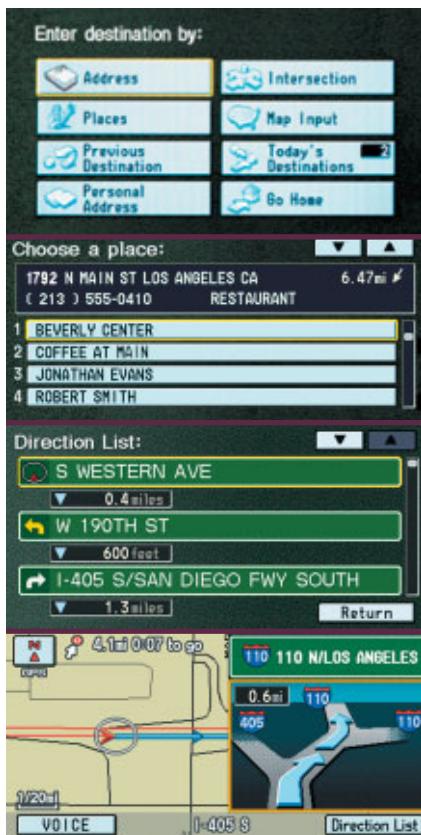 Enter destination by:
Address
Intersection
Places
Map Input
Previous Destination
Today's Destinations 2
Personal Address
Go Home
Choose a place: ▼ ▲
1792 N MAIN ST LOS ANGELES CA 6.47mi
( 213 ) 555-0410 RESTAURANT
1 BEVERLY CENTER
2 COFFEE AT MAIN
3 JONATHAN EVANS
4 ROBERT SMITH
Direction List: ▼ ▲
S WESTERN AVE
▼ 0.4miles
W 190TH ST
▼ 600feet
I-405 S/SAN DIEGO FWY SOUTH
▼ 1.3miles
Return
N 4.1mi 0:07 to go
110 110 N/LOS ANGELES
0.6mi 110
405 110
1/20mi
VOICE I-405 S Direction List